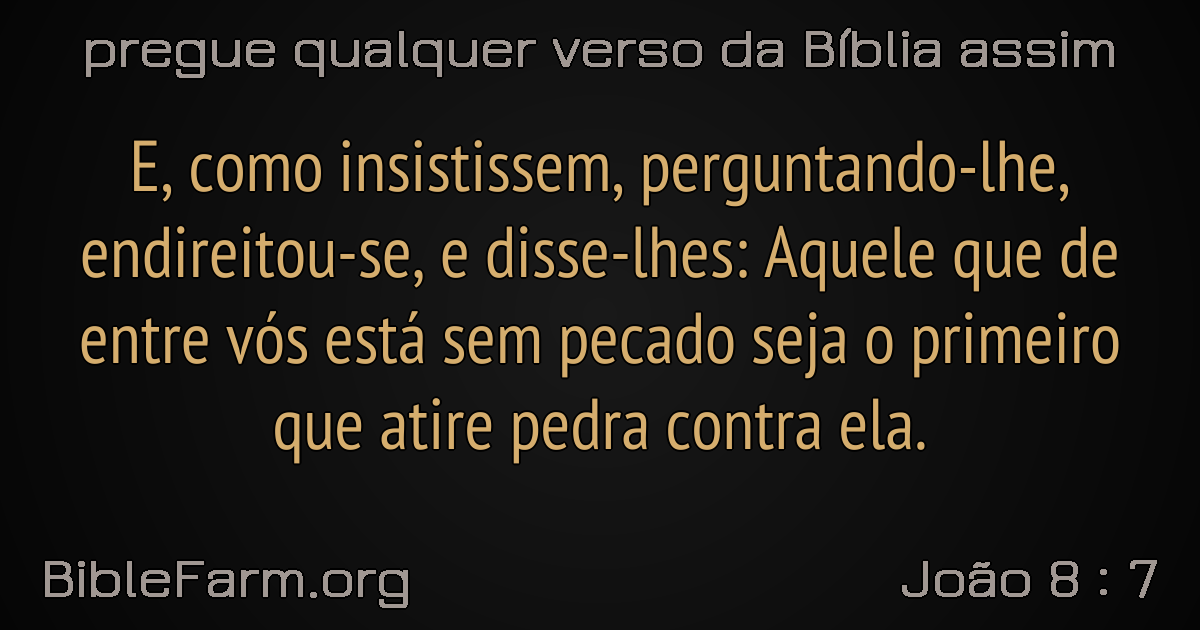 pregue qualquer verso da Bíblia assim
E, como insistissem, perguntando-lhe,
endireitou-se, e disse-lhes: Aquele que de
entre vós está sem pecado seja o primeiro
que atire pedra contra ela.
BibleFarm.org
João 8 : 7